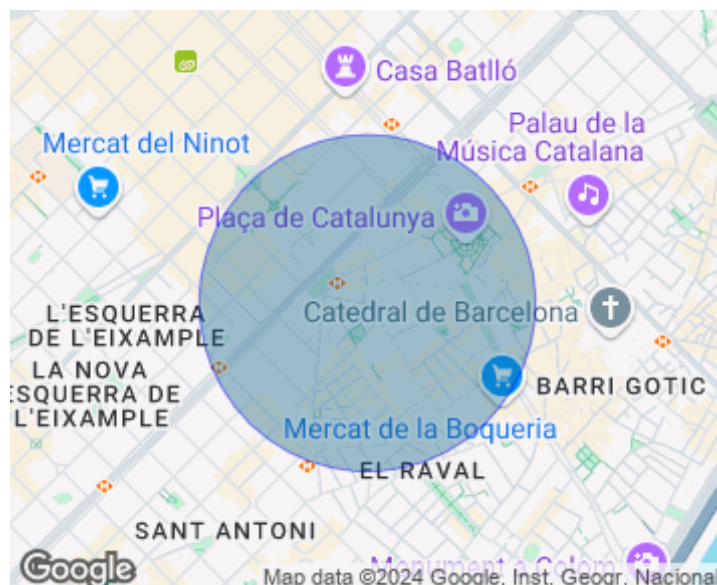 Casa Batlló
Palau de la
Música Catalana
Mercat del Ninot
Plaça de Catalunya
L'ESQUERRA
DE L'EIXAMPLE
Catedral de Barcelona
LA NOVA
ESQUERRA DE
L'EIXAMPLE
BARRI GOTIC
Mercat de la Boqueria
EL RAVAL
SANT ANTONI
Monument a Colom
Google
Map data ©2024 Google, Inst. Geogr. Nacional